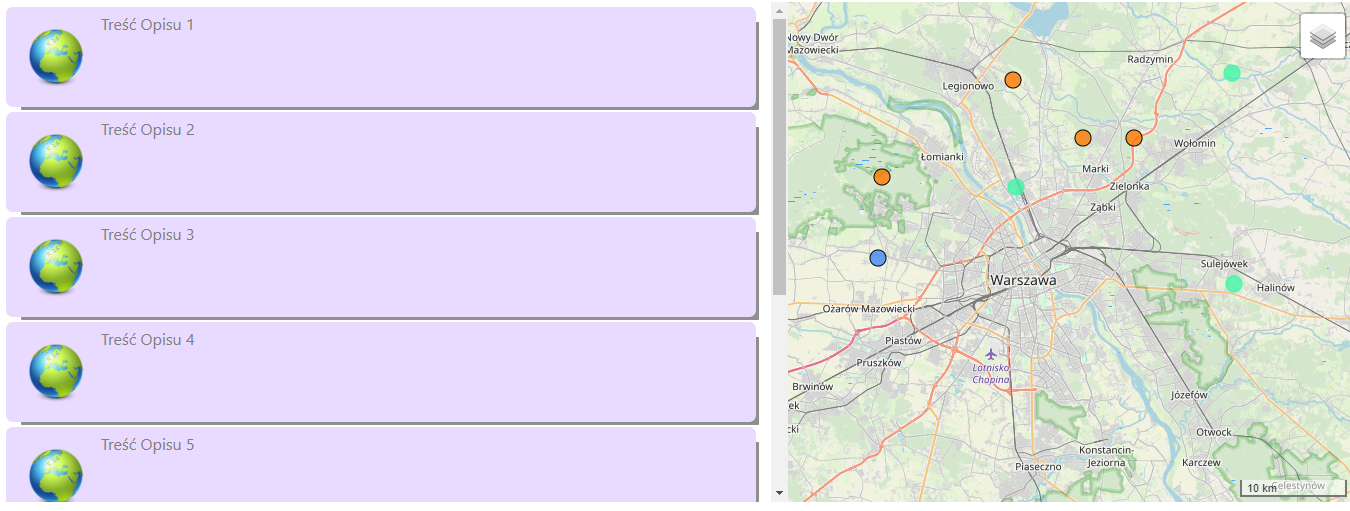 Treść Opisu 1
Treść Opisu 2
Treść Opisu 3
Treść Opisu 4
Treść Opisu 5
Nowy Dwór
Mazowiecki
Radzymin
Legionowo
Łomianki
Wołomin
Marki
Zielonka
Ząbki
Sulejówek
Halinów
Warszawa
Ożarów Mazowiecki
Piastów
Pruszków
Lotnisko
Chopina
Brwinów
Józefów
Otwock
Konstancin-
Jeziorna
Karczew
Piaseczno
Celestynów
10 km